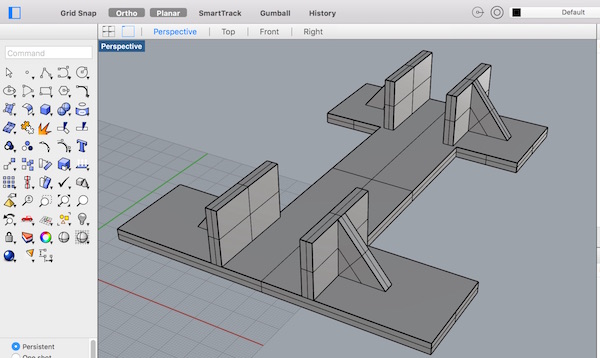 Grid Snap Ortho Planar SmartTrack Gumball History Default
Perspective Top Front Right
Perspective
Command
Persistent
One shot